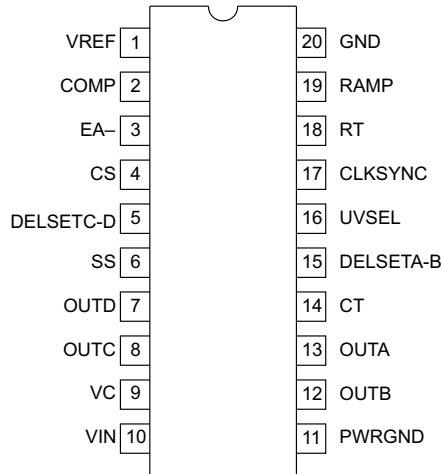 VREF 1 20 GND
COMP 2 19 RAMP
EA– 3 18 RT
CS 4 17 CLKSYNC
DELSETC-D 5 16 UVSEL
SS 6 15 DELSETA-B
OUTD 7 14 CT
OUTC 8 13 OUTA
VC 9 12 OUTB
VIN 10 11 PWRGND